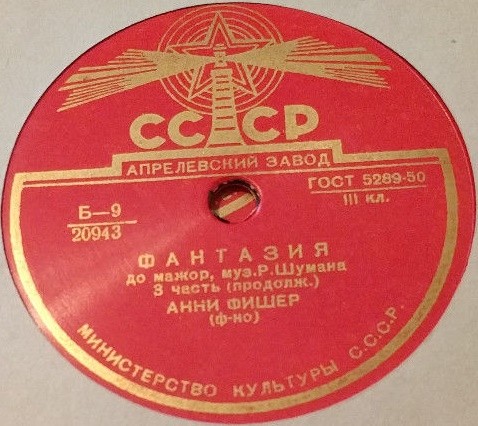 СССР
АПРЕЛЕВСКИЙ ЗАВОД
ГОСТ 5289-50
III кл.
Б—9
20943
ФАНТАЗИЯ
до мажор, муз.Р.Шумана
3 часть (продолж.)
АННИ ФИШЕР
(ф-но)
МИНИСТЕРСТВО КУЛЬТУРЫ С.С.С.Р.